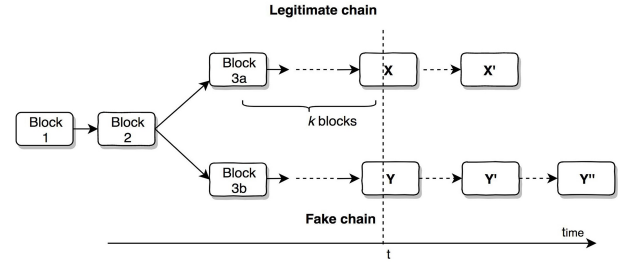 Legitimate chain
Block
3a
X
X'
k blocks
Block
1
Block
2
Block
3b
Y
Y'
Y''
Fake chain
time
t